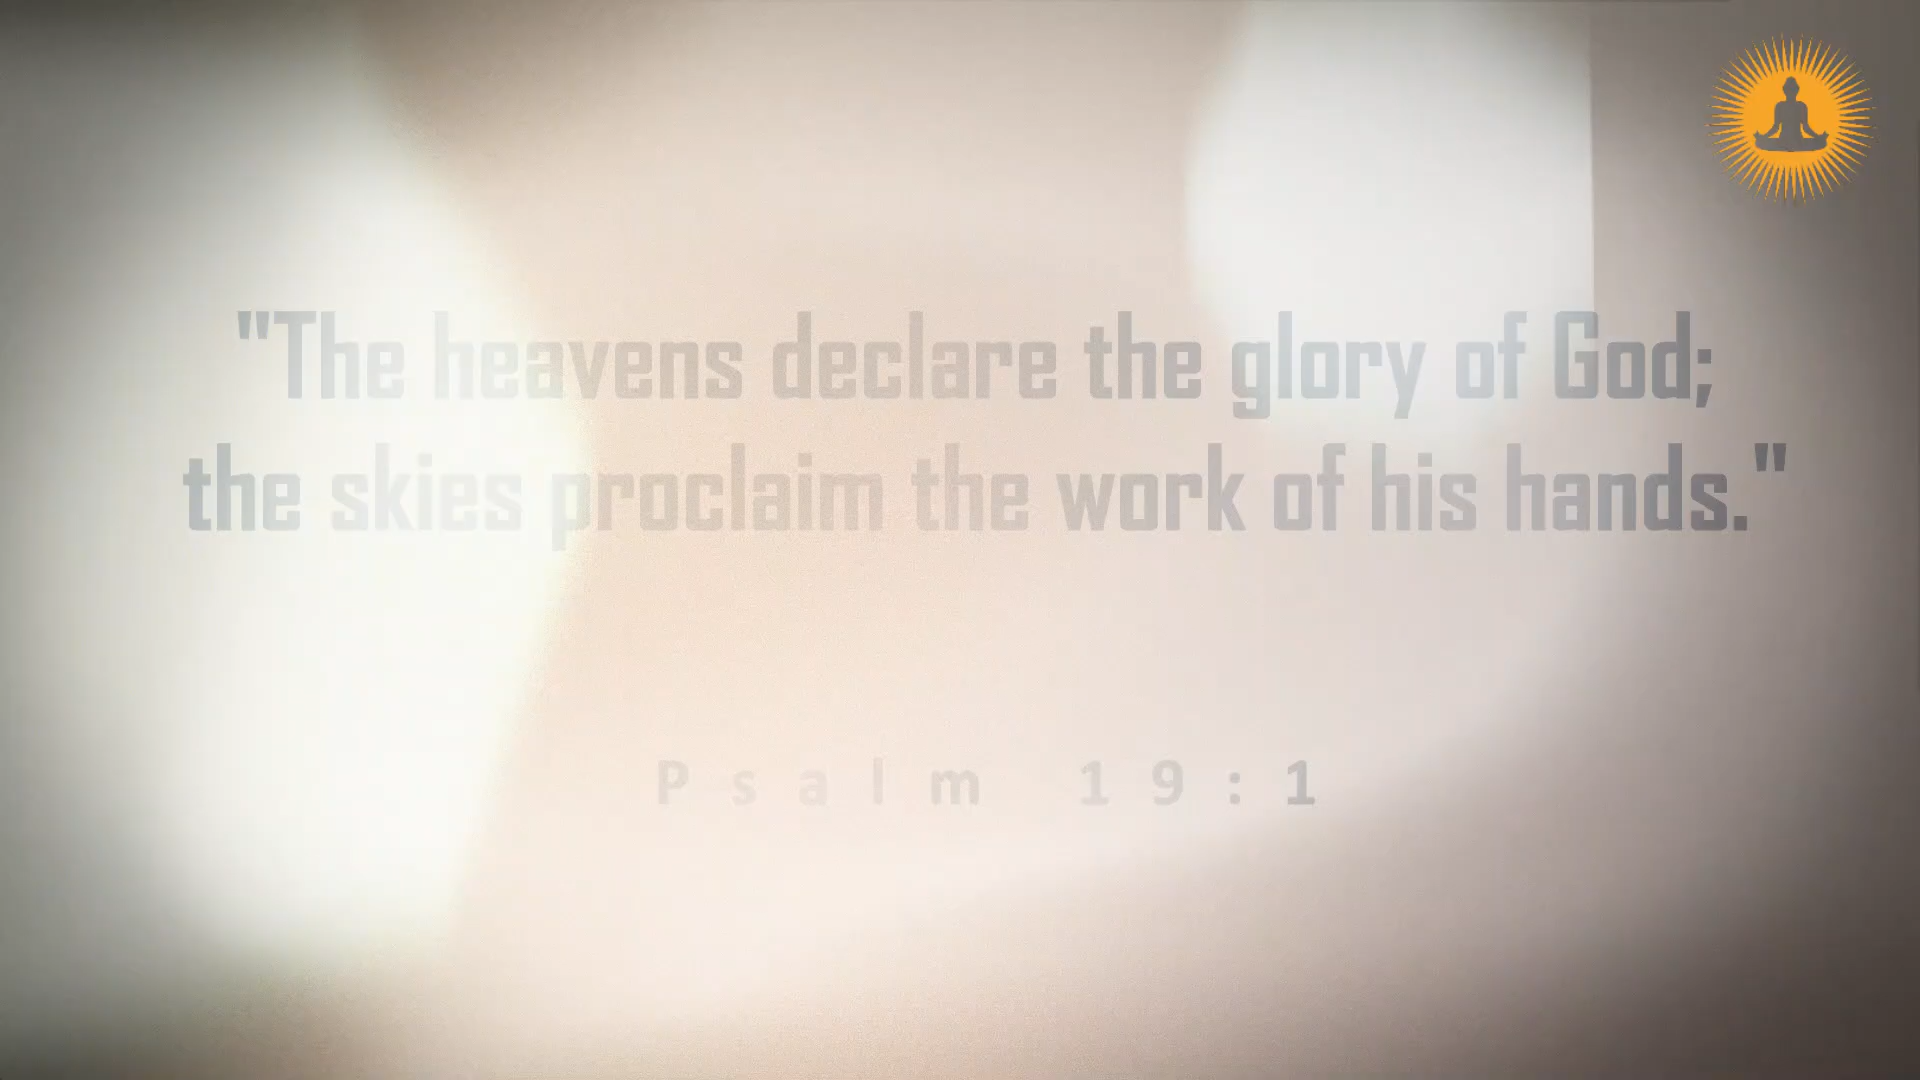 "The heavens declare the glory of God;
the skies proclaim the work of his hands."
Psalm 19:1